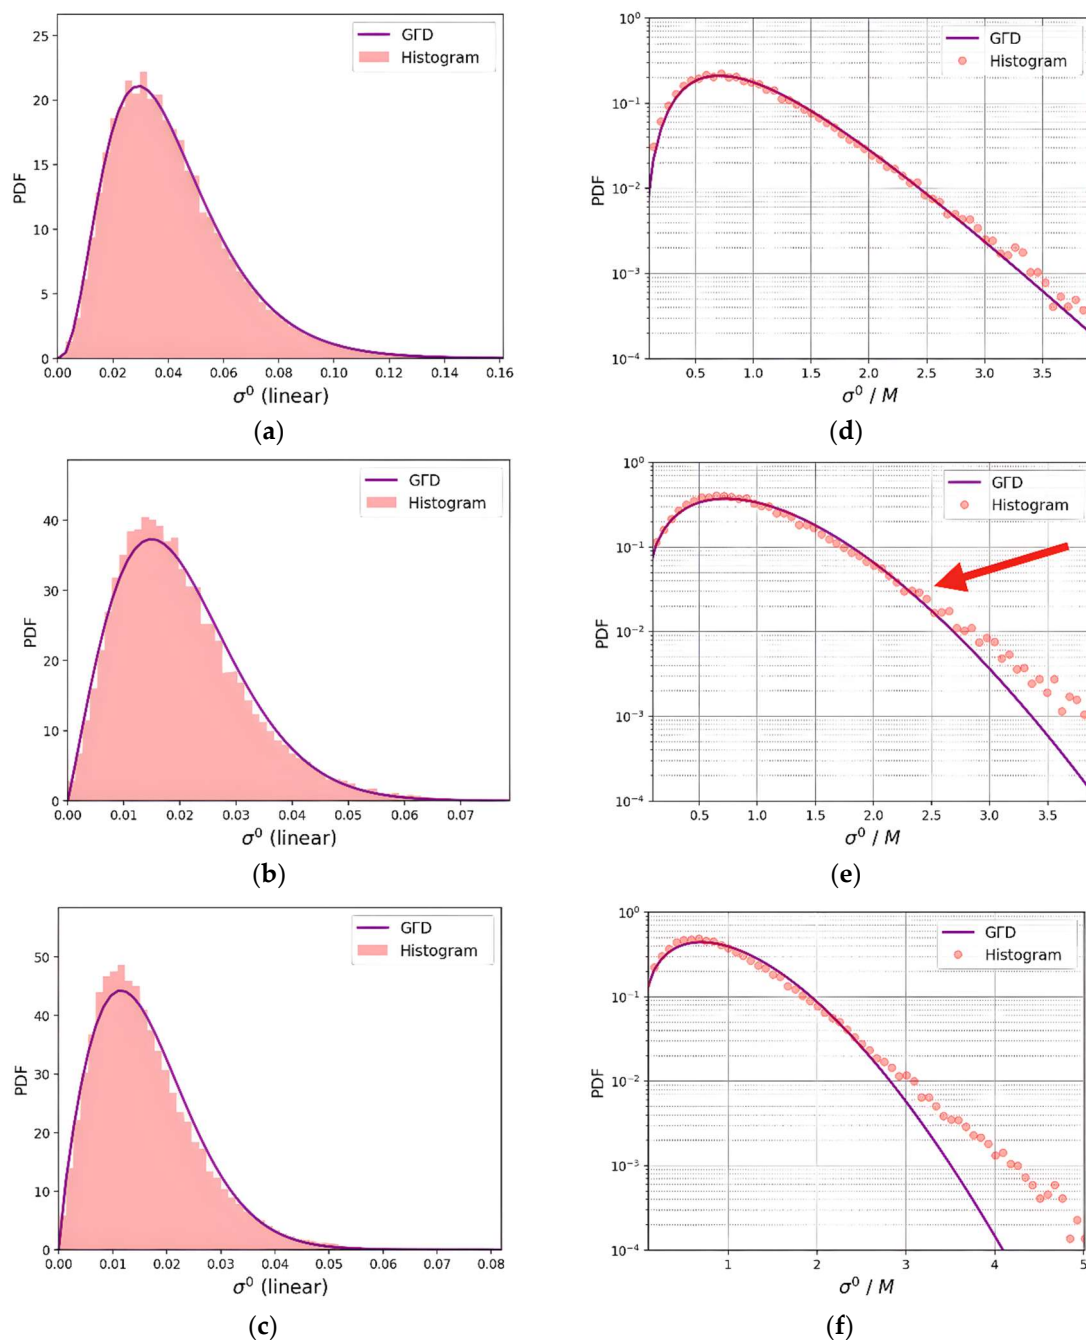 GΓD
Histogram
25
20
15
10
5
0
PDF
0.00 0.02 0.04 0.06 0.08 0.10 0.12 0.14 0.16
σ⁰ (linear)
(a)
GΓD
Histogram
10⁰
10⁻¹
10⁻²
10⁻³
10⁻⁴
PDF
0.5 1.0 1.5 2.0 2.5 3.0 3.5
σ⁰ / M
(d)
GΓD
Histogram
40
30
20
10
0
PDF
0.00 0.01 0.02 0.03 0.04 0.05 0.06 0.07
σ⁰ (linear)
(b)
GΓD
Histogram
10⁰
10⁻¹
10⁻²
10⁻³
10⁻⁴
PDF
0.5 1.0 1.5 2.0 2.5 3.0 3.5
σ⁰ / M
(e)
GΓD
Histogram
50
40
30
20
10
0
PDF
0.00 0.01 0.02 0.03 0.04 0.05 0.06 0.07 0.08
σ⁰ (linear)
(c)
GΓD
Histogram
10⁰
10⁻¹
10⁻²
10⁻³
10⁻⁴
PDF
1 2 3 4 5
σ⁰ / M
(f)